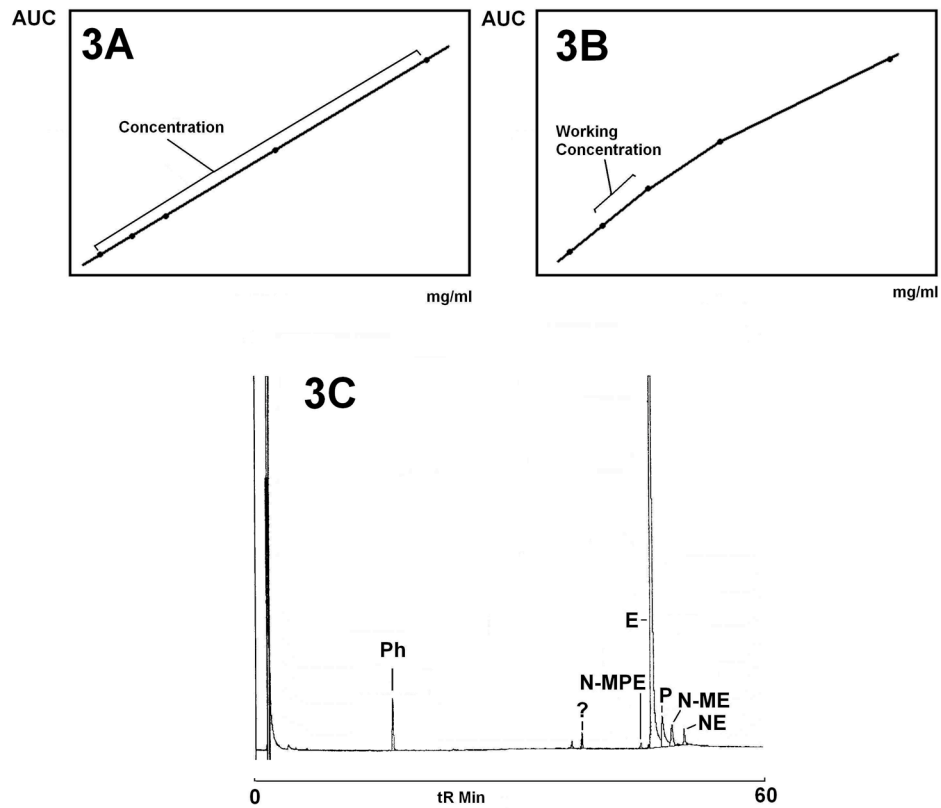 AUC
3A
Concentration
mg/ml
AUC
3B
Working
Concentration
mg/ml
3C
Ph
?
N-MPE
E
P
N-ME
NE
0
tR Min
60